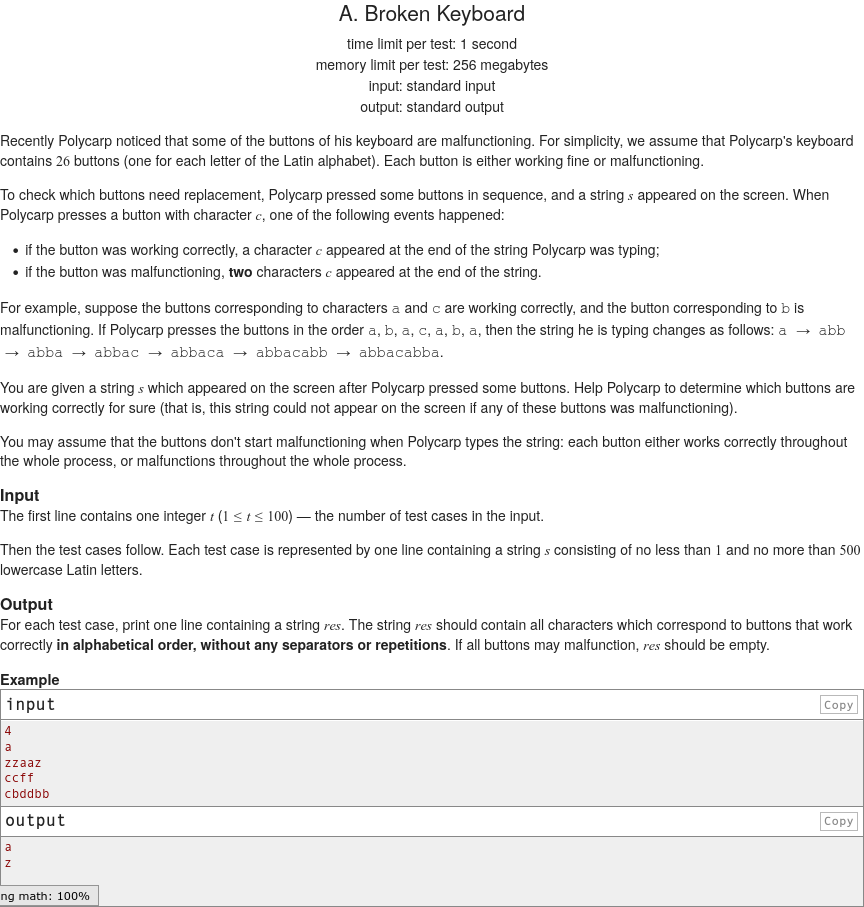 A. Broken Keyboard
time limit per test: 1 second
memory limit per test: 256 megabytes
input: standard input
output: standard output
Recently Polycarp noticed that some of the buttons of his keyboard are malfunctioning. For simplicity, we assume that Polycarp's keyboard
contains 26 buttons (one for each letter of the Latin alphabet). Each button is either working fine or malfunctioning.
To check which buttons need replacement, Polycarp pressed some buttons in sequence, and a string s appeared on the screen. When
Polycarp presses a button with character c, one of the following events happened:
• if the button was working correctly, a character c appeared at the end of the string Polycarp was typing;
• if the button was malfunctioning, two characters c appeared at the end of the string.
For example, suppose the buttons corresponding to characters a and c are working correctly, and the button corresponding to b is
malfunctioning. If Polycarp presses the buttons in the order a, b, a, c, a, b, a, then the string he is typing changes as follows: a → abb
→ abba → abbac → abbaca → abbacabb → abbacabba.
You are given a string s which appeared on the screen after Polycarp pressed some buttons. Help Polycarp to determine which buttons are
working correctly for sure (that is, this string could not appear on the screen if any of these buttons was malfunctioning).
You may assume that the buttons don't start malfunctioning when Polycarp types the string: each button either works correctly throughout
the whole process, or malfunctions throughout the whole process.
Input
The first line contains one integer t (1 ≤ t ≤ 100) — the number of test cases in the input.
Then the test cases follow. Each test case is represented by one line containing a string s consisting of no less than 1 and no more than 500
lowercase Latin letters.
Output
For each test case, print one line containing a string res. The string res should contain all characters which correspond to buttons that work
correctly in alphabetical order, without any separators or repetitions. If all buttons may malfunction, res should be empty.
Example
input Copy
4
a
zzaaz
ccff
cbddbb
output Copy
a
z
ng math: 100%